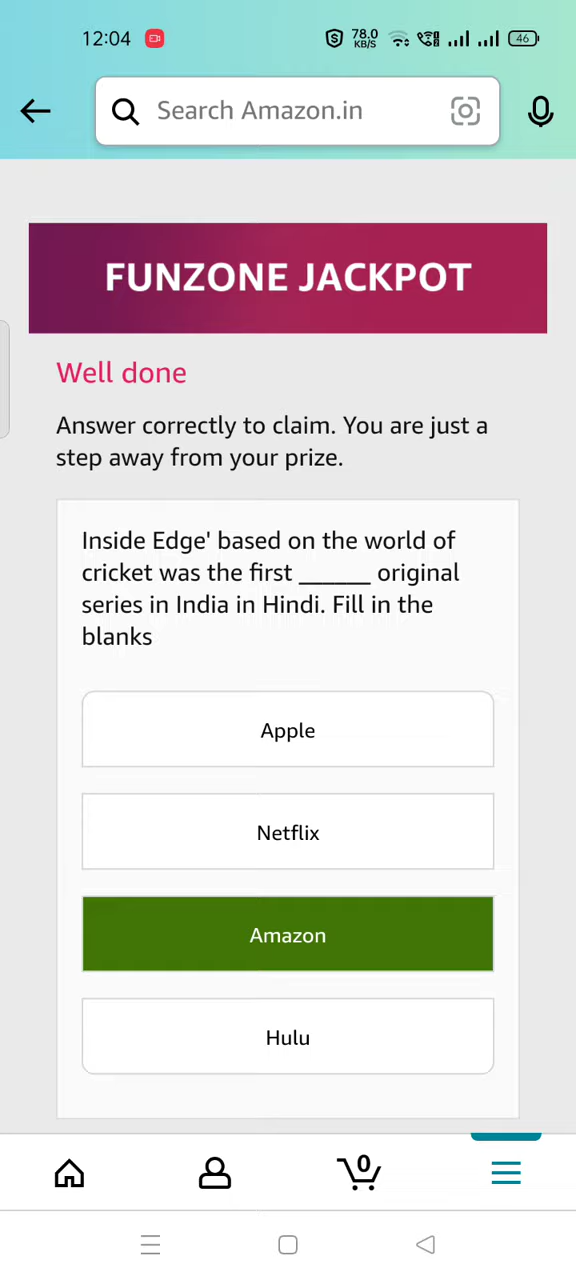 12:04
78.0
KB/S
46
Search Amazon.in
FUNZONE JACKPOT
Well done
Answer correctly to claim. You are just a
step away from your prize.
Inside Edge' based on the world of
cricket was the first ______ original
series in India in Hindi. Fill in the
blanks
Apple
Netflix
Amazon
Hulu
0